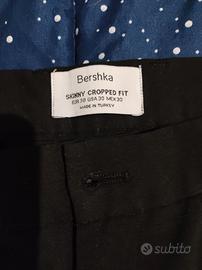 Bershka
SKINNY CROPPED FIT
EUR 38 USA 30 MEX 30
MADE IN TURKEY
subito